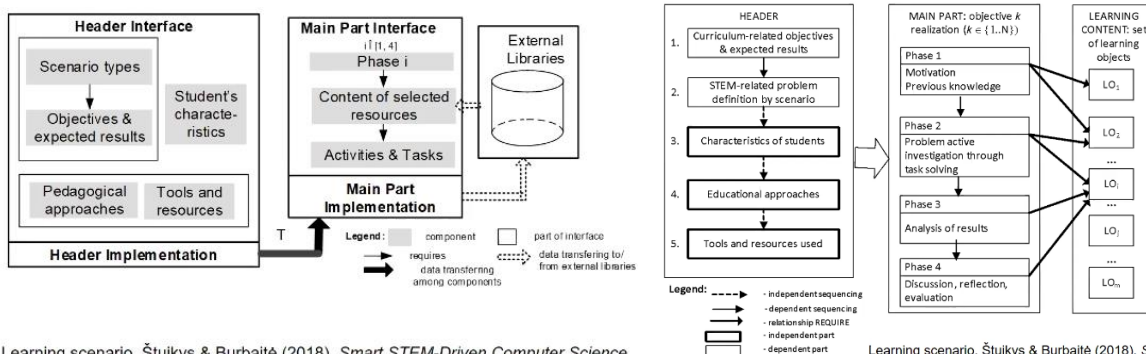 Header Interface
Scenario types
Objectives &
expected results
Student's
characte-
ristics
Pedagogical
approaches
Tools and
resources
Header Implementation
T
Main Part Interface
Phase i
Content of selected
resources
Activities & Tasks
Main Part
Implementation
External
Libraries
Legend:
component
part of interface
requires
data transferring
among components
data transferring to/
from external libraries
Learning scenario. Štuikys & Burbaitė (2018). Smart STEM-Driven Computer Science
HEADER
1. Curriculum-related objectives
& expected results
2. STEM-related problem
definition by scenario
3. Characteristics of students
4. Educational approaches
5. Tools and resources used
Legend:
- independent sequencing
- dependent sequencing
- relationship REQUIRE
- independent part
- dependent part
MAIN PART: objective k
realization (k ∈ {1..N})
Phase 1
Motivation
Previous knowledge
Phase 2
Problem active
investigation through
task solving
Phase 3
Analysis of results
Phase 4
Discussion, reflection,
evaluation
LEARNING
CONTENT: set
of learning
objects
LO1
LO2
...
LOi
...
LOj
...
LOm
Learning scenario. Štuikys & Burbaitė (2018).